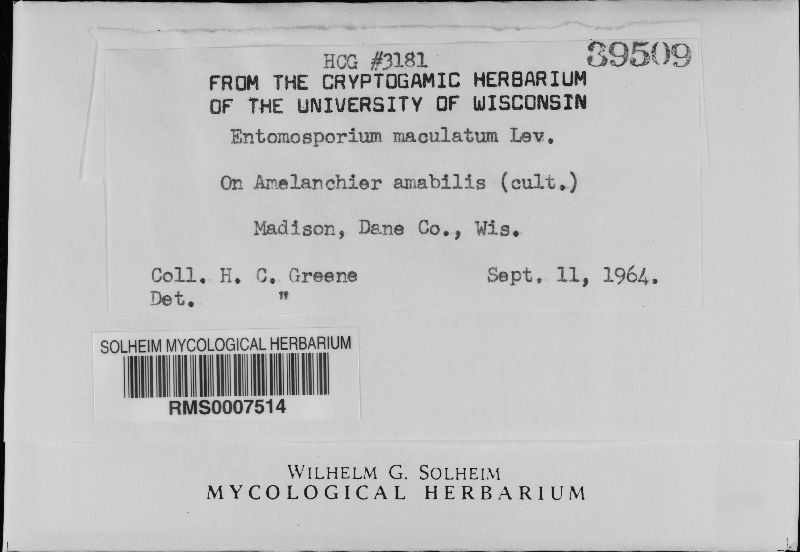 HCG #3181
89509
FROM THE CRYPTOGAMIC HERBARIUM
OF THE UNIVERSITY OF WISCONSIN
Entomosporium maculatum Lev.
On Amelanchier amabilis (cult.)
Madison, Dane Co., Wis.
Coll. H. C. Greene Sept. 11, 1964.
Det. "
SOLHEIM MYCOLOGICAL HERBARIUM
RMS0007514
WILHELM G. SOLHEIM
MYCOLOGICAL HERBARIUM